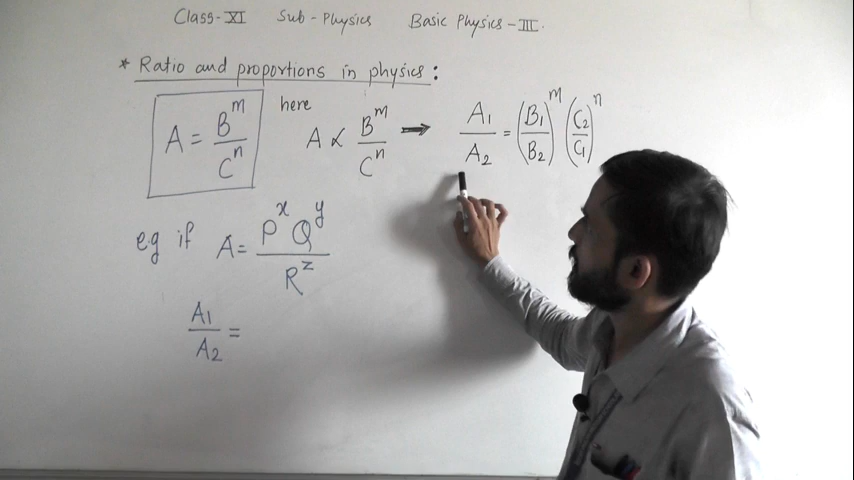 Class-XI Sub-Physics Basic Physics-III.
* Ratio and proportions in physics:
A = B^m / C^n here A ∝ B^m / C^n → A₁/A₂ = (B₁/B₂)^m (C₂/C₁)^n
e.g if A = P^x Q^y / R^z
A₁/A₂ =